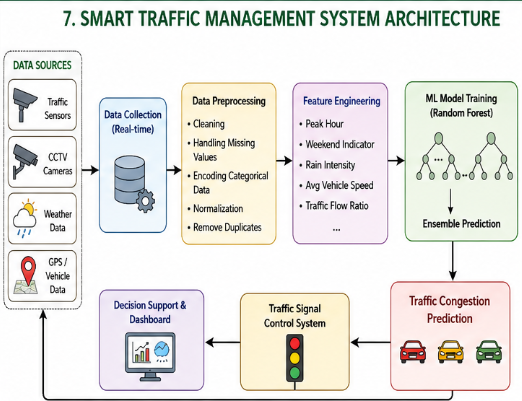 7. SMART TRAFFIC MANAGEMENT SYSTEM ARCHITECTURE
DATA SOURCES
Traffic
Sensors
CCTV
Cameras
Weather
Data
GPS /
Vehicle
Data
Data Collection
(Real-time)
Data Preprocessing
• Cleaning
• Handling Missing
Values
• Encoding Categorical
Data
• Normalization
• Remove Duplicates
Feature Engineering
• Peak Hour
• Weekend Indicator
• Rain Intensity
• Avg Vehicle Speed
• Traffic Flow Ratio
...
ML Model Training
(Random Forest)
...
...
Ensemble Prediction
Traffic Congestion
Prediction
Traffic Signal
Control System
Decision Support &
Dashboard